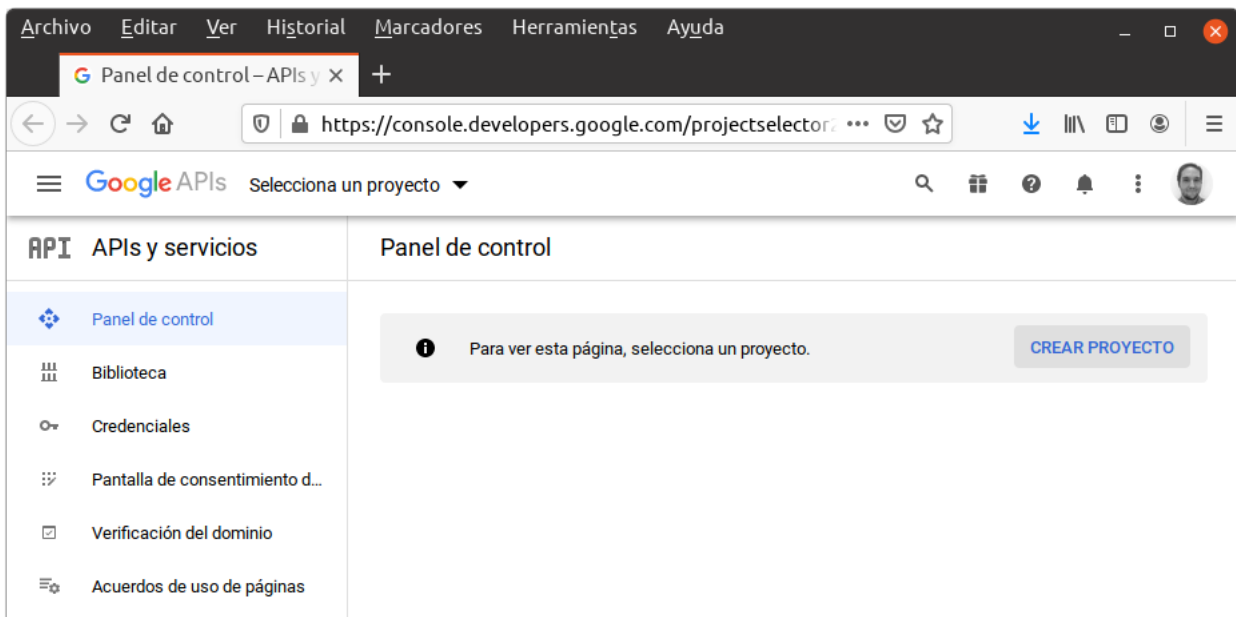 Archivo Editar Ver Historial Marcadores Herramientas Ayuda
G Panel de control – APIs y
https://console.developers.google.com/projectselector2
Google APIs Selecciona un proyecto
API APIs y servicios
Panel de control
Panel de control
Para ver esta página, selecciona un proyecto. CREAR PROYECTO
Biblioteca
Credenciales
Pantalla de consentimiento d...
Verificación del dominio
Acuerdos de uso de páginas